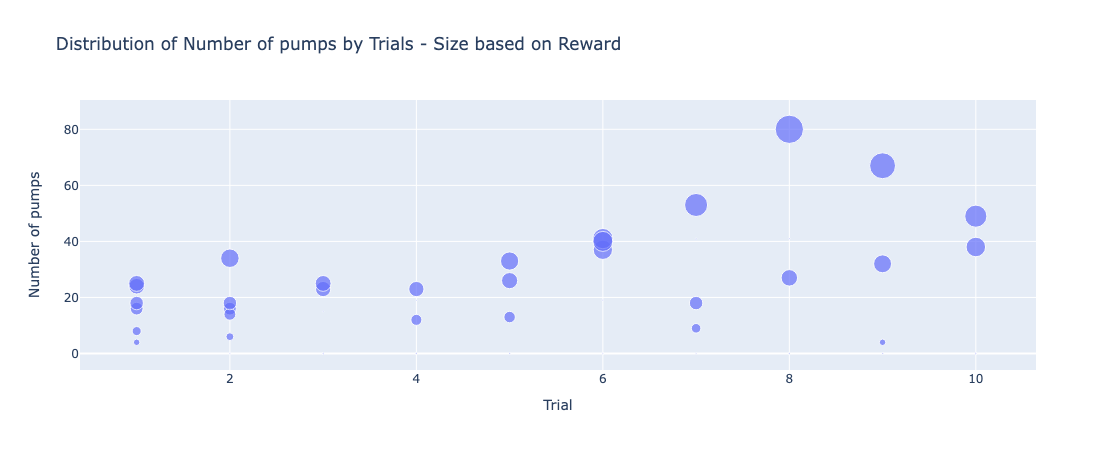 Distribution of Number of pumps by Trials - Size based on Reward
80
60
40
20
0
Number of pumps
2 4 6 8 10
Trial